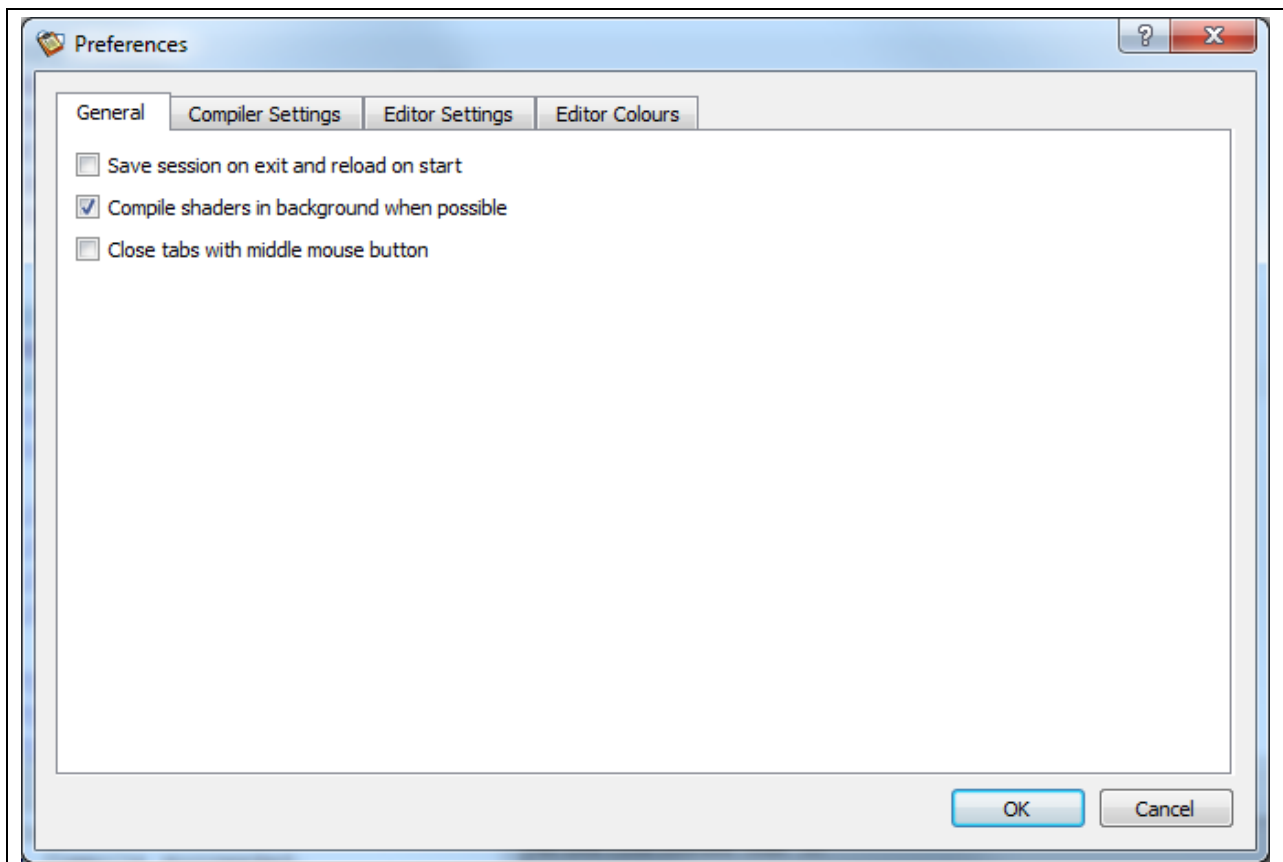 Preferences
General
Compiler Settings
Editor Settings
Editor Colours
Save session on exit and reload on start
Compile shaders in background when possible
Close tabs with middle mouse button
OK
Cancel